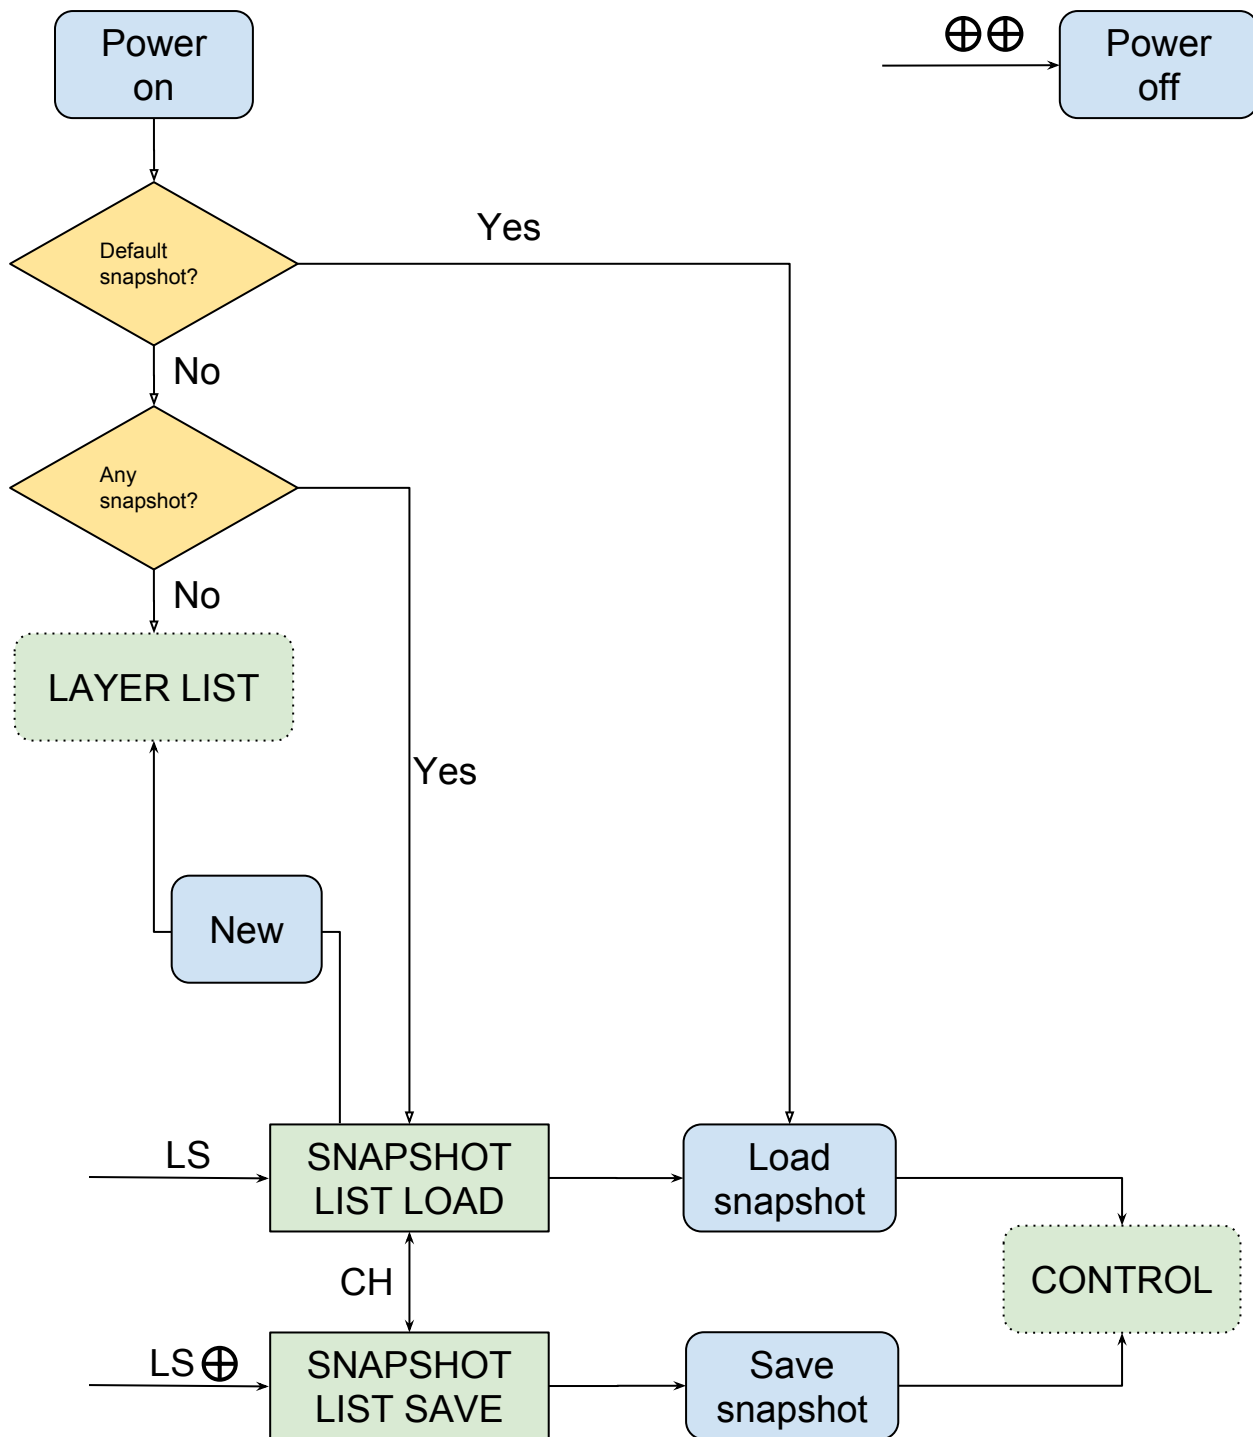 Power
on
⊕⊕
Power
off
Yes
Default
snapshot?
No
Any
snapshot?
No
LAYER LIST
Yes
New
LS
SNAPSHOT
LIST LOAD
Load
snapshot
CONTROL
CH
LS⊕
SNAPSHOT
LIST SAVE
Save
snapshot